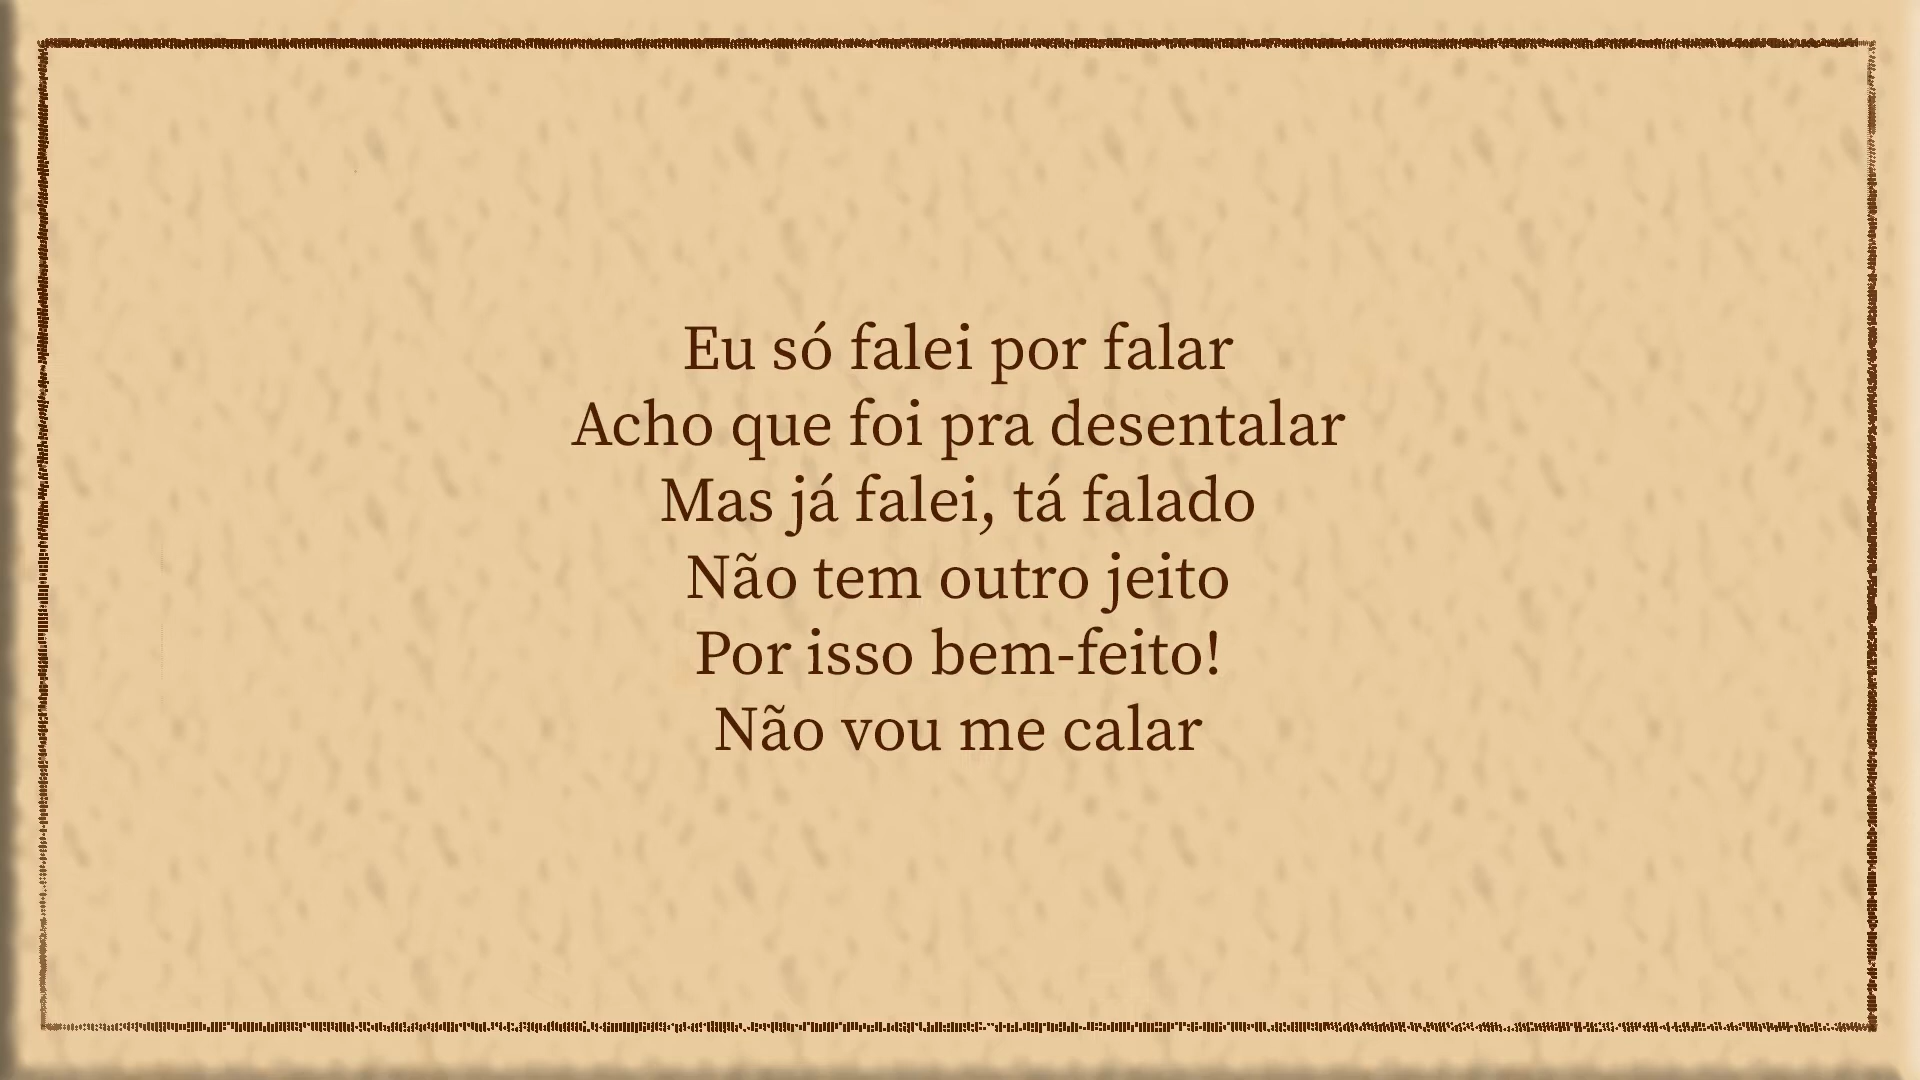 Eu só falei por falar
Acho que foi pra desentalar
Mas já falei, tá falado
Não tem outro jeito
Por isso bem-feito!
Não vou me calar